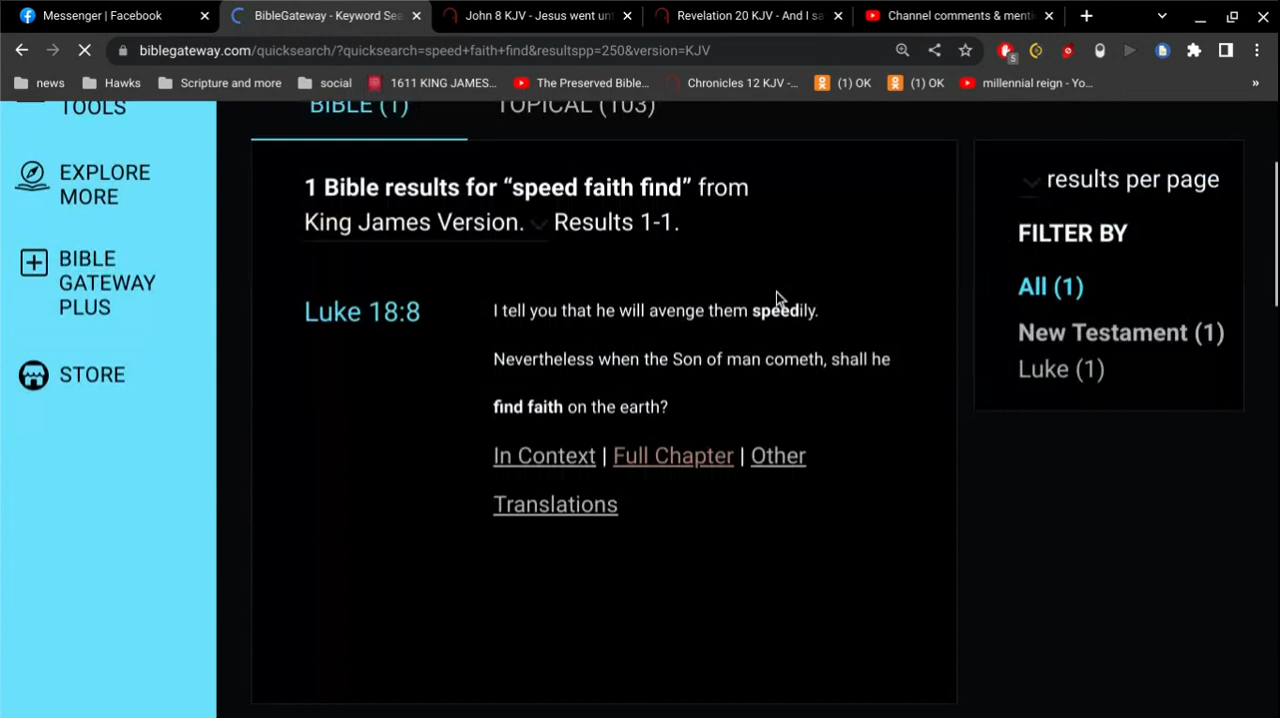 Messenger | Facebook
BibleGateway - Keyword Sea
John 8 KJV - Jesus went un
Revelation 20 KJV - And I sa
Channel comments & menti
biblegateway.com/quicksearch/?quicksearch=speed+faith+find&resultspp=250&version=KJV
5
news
Hawks
Scripture and more
social
1611 KING JAMES...
The Preserved Bible...
Chronicles 12 KJV -...
(1) OK
(1) OK
millennial reign - Yo...
»
TOOLS
EXPLORE
MORE
BIBLE
GATEWAY
PLUS
STORE
BIBLE (1)
TOPICAL (103)
1 Bible results for “speed faith find” from
King James Version. Results 1-1.
Luke 18:8
I tell you that he will avenge them speedily.
Nevertheless when the Son of man cometh, shall he
find faith on the earth?
In Context | Full Chapter | Other
Translations
results per page
FILTER BY
All (1)
New Testament (1)
Luke (1)